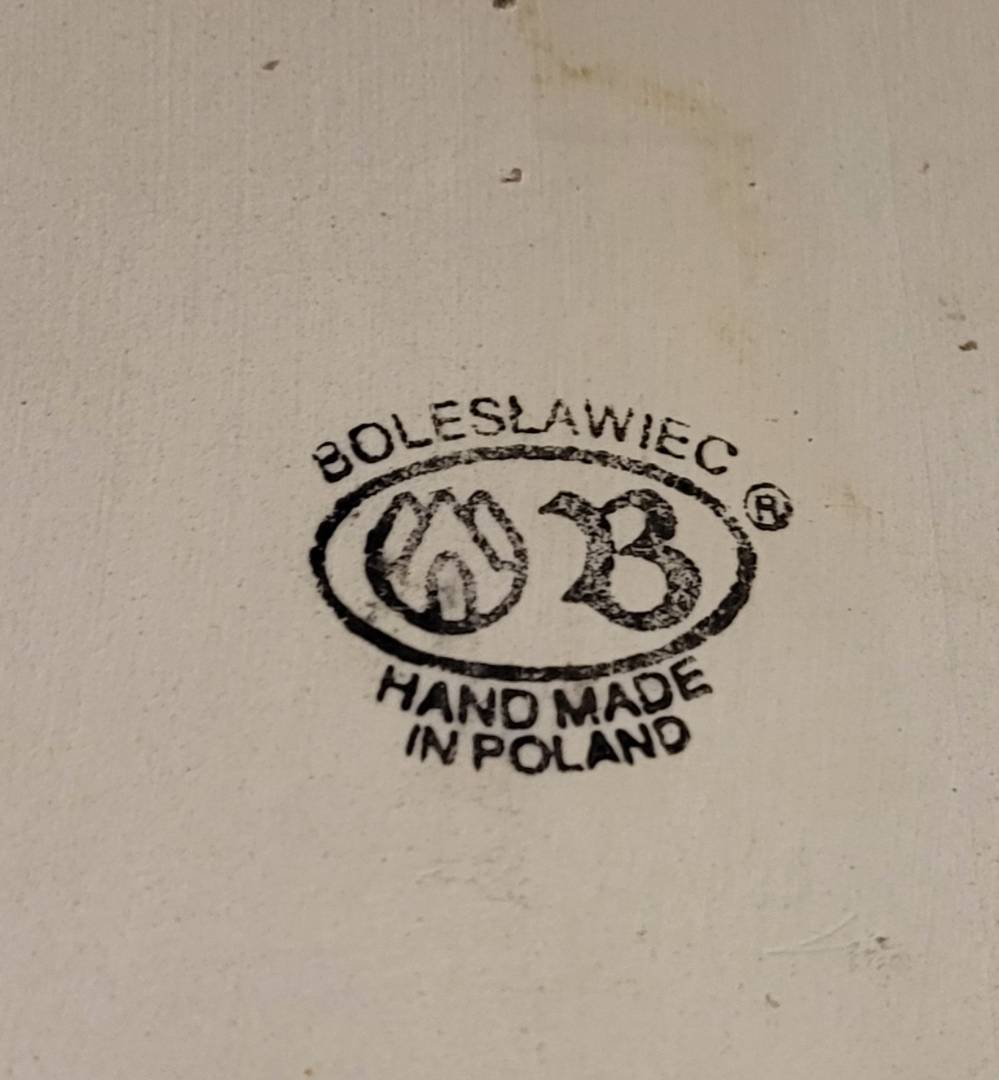 BOLESŁAWIEC
B ®
HAND MADE
IN POLAND